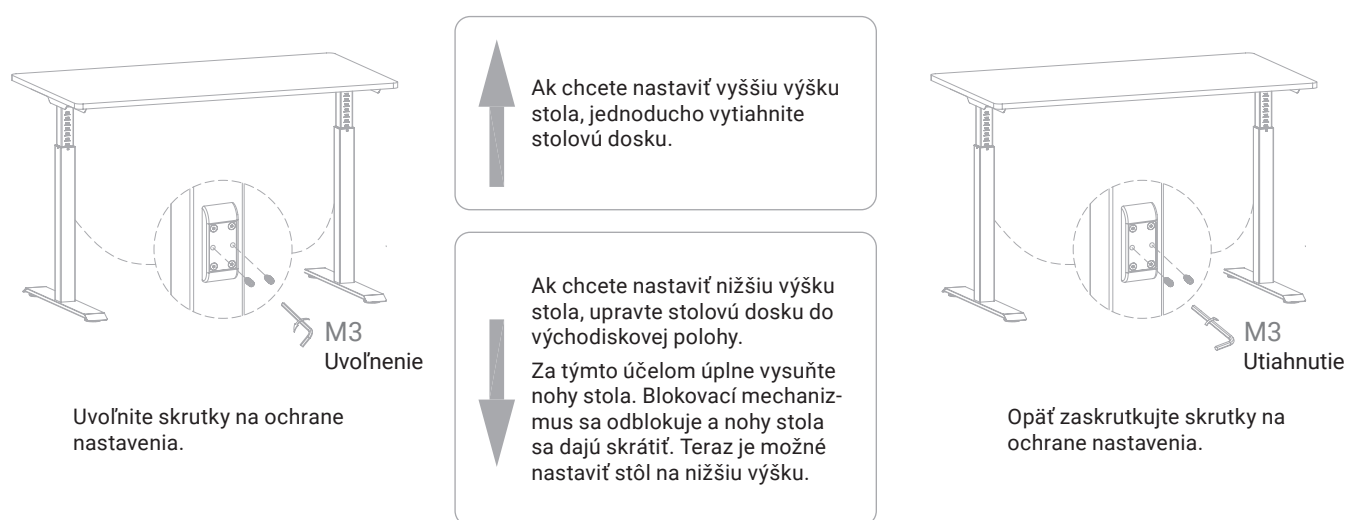 M3
Uvoľnenie
Uvoľnite skrutky na ochrane
nastavenia.
Ak chcete nastaviť vyššiu výšku
stola, jednoducho vytiahnite
stolovú dosku.
Ak chcete nastaviť nižšiu výšku
stola, upravte stolovú dosku do
východiskovej polohy.
Za týmto účelom úplne vysuňte
nohy stola. Blokovací mechaniz-
mus sa odblokuje a nohy stola
sa dajú skrátiť. Teraz je možné
nastaviť stôl na nižšiu výšku.
M3
Utiahnutie
Opäť zaskrutkujte skrutky na
ochrane nastavenia.